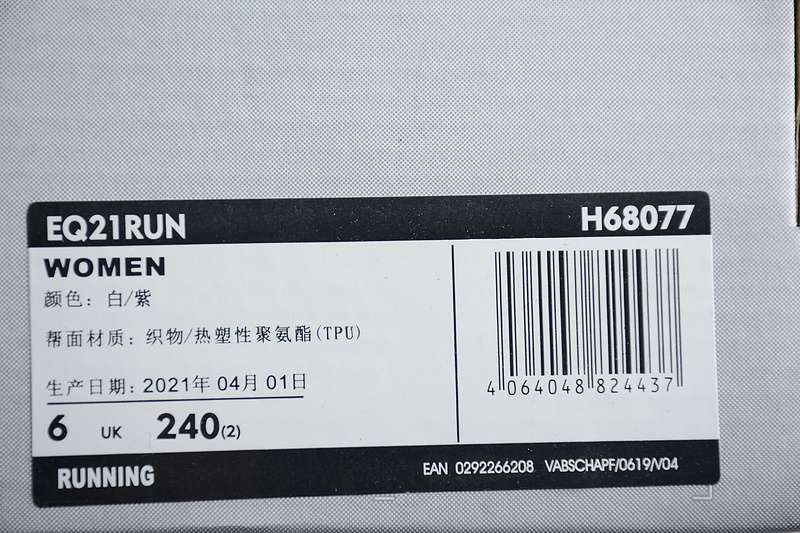 EQ21RUN H68077
WOMEN
颜色：白/紫
帮面材质：织物/热塑性聚氨酯(TPU)
生产日期：2021年 04月 01日
6 UK 240(2)
4 064048 824437
RUNNING
EAN 0292266208 VABSCHAPF/0619/V04